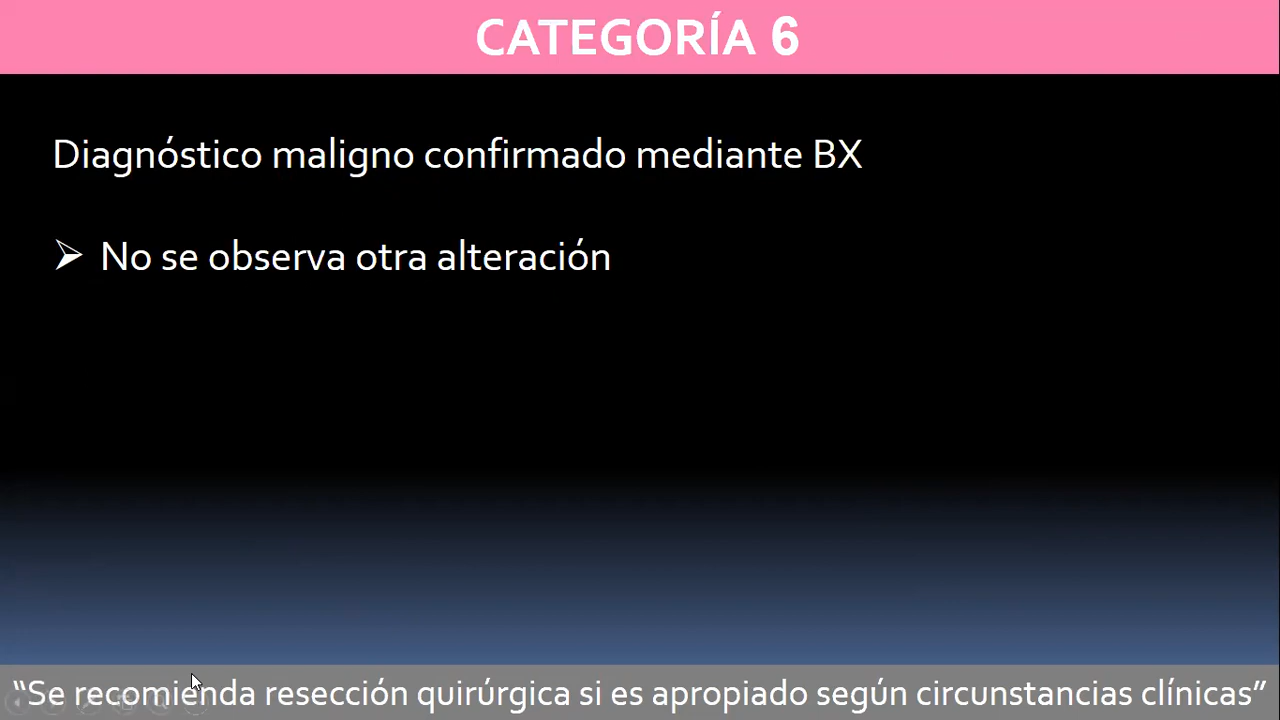 CATEGORÍA 6
Diagnóstico maligno confirmado mediante BX
➢ No se observa otra alteración
“Se recomienda resección quirúrgica si es apropiado según circunstancias clínicas”